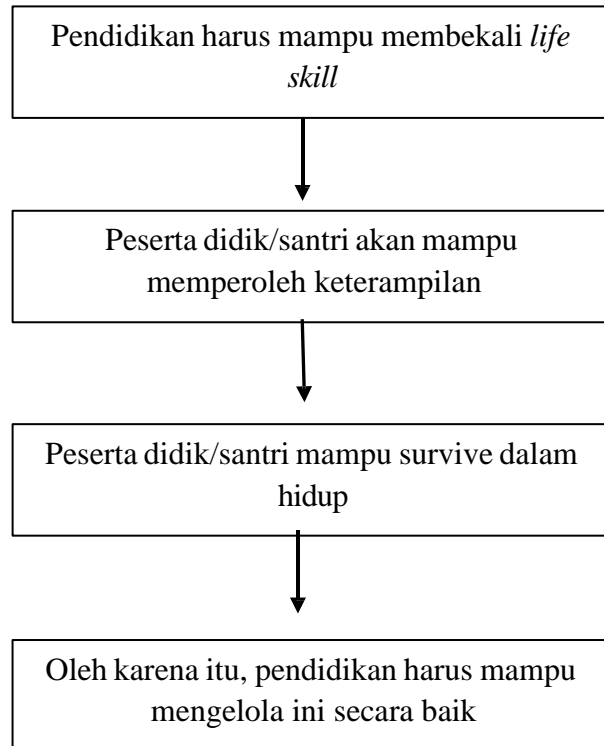 Pendidikan harus mampu membekali life
skill
Peserta didik/santri akan mampu
memperoleh keterampilan
Peserta didik/santri mampu survive dalam
hidup
Oleh karena itu, pendidikan harus mampu
mengelola ini secara baik